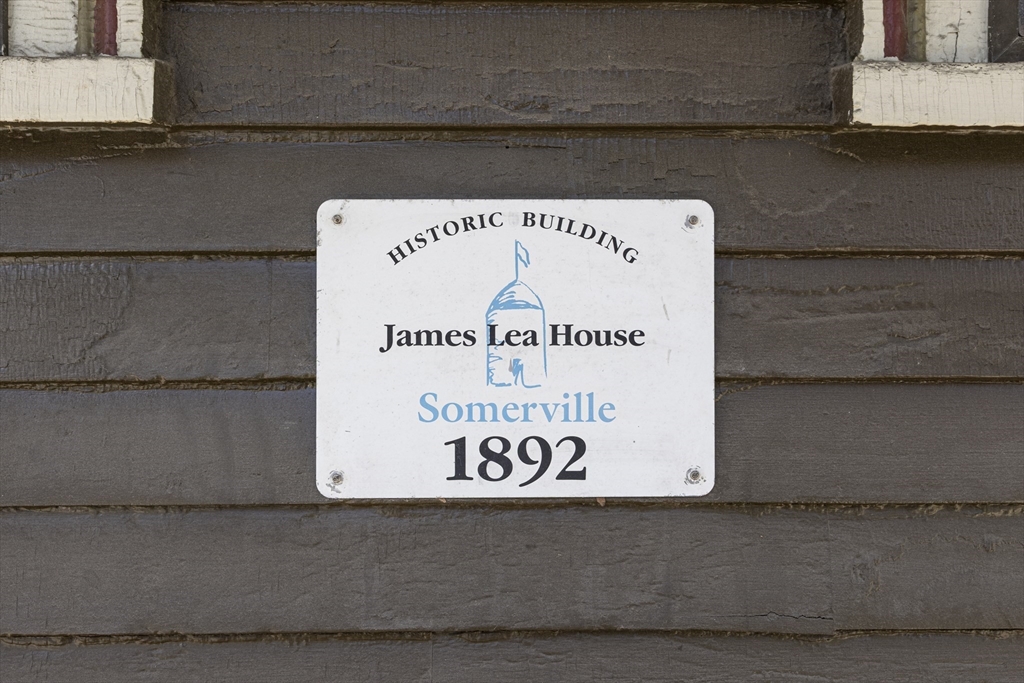 HISTORIC BUILDING
James Lea House
Somerville
1892